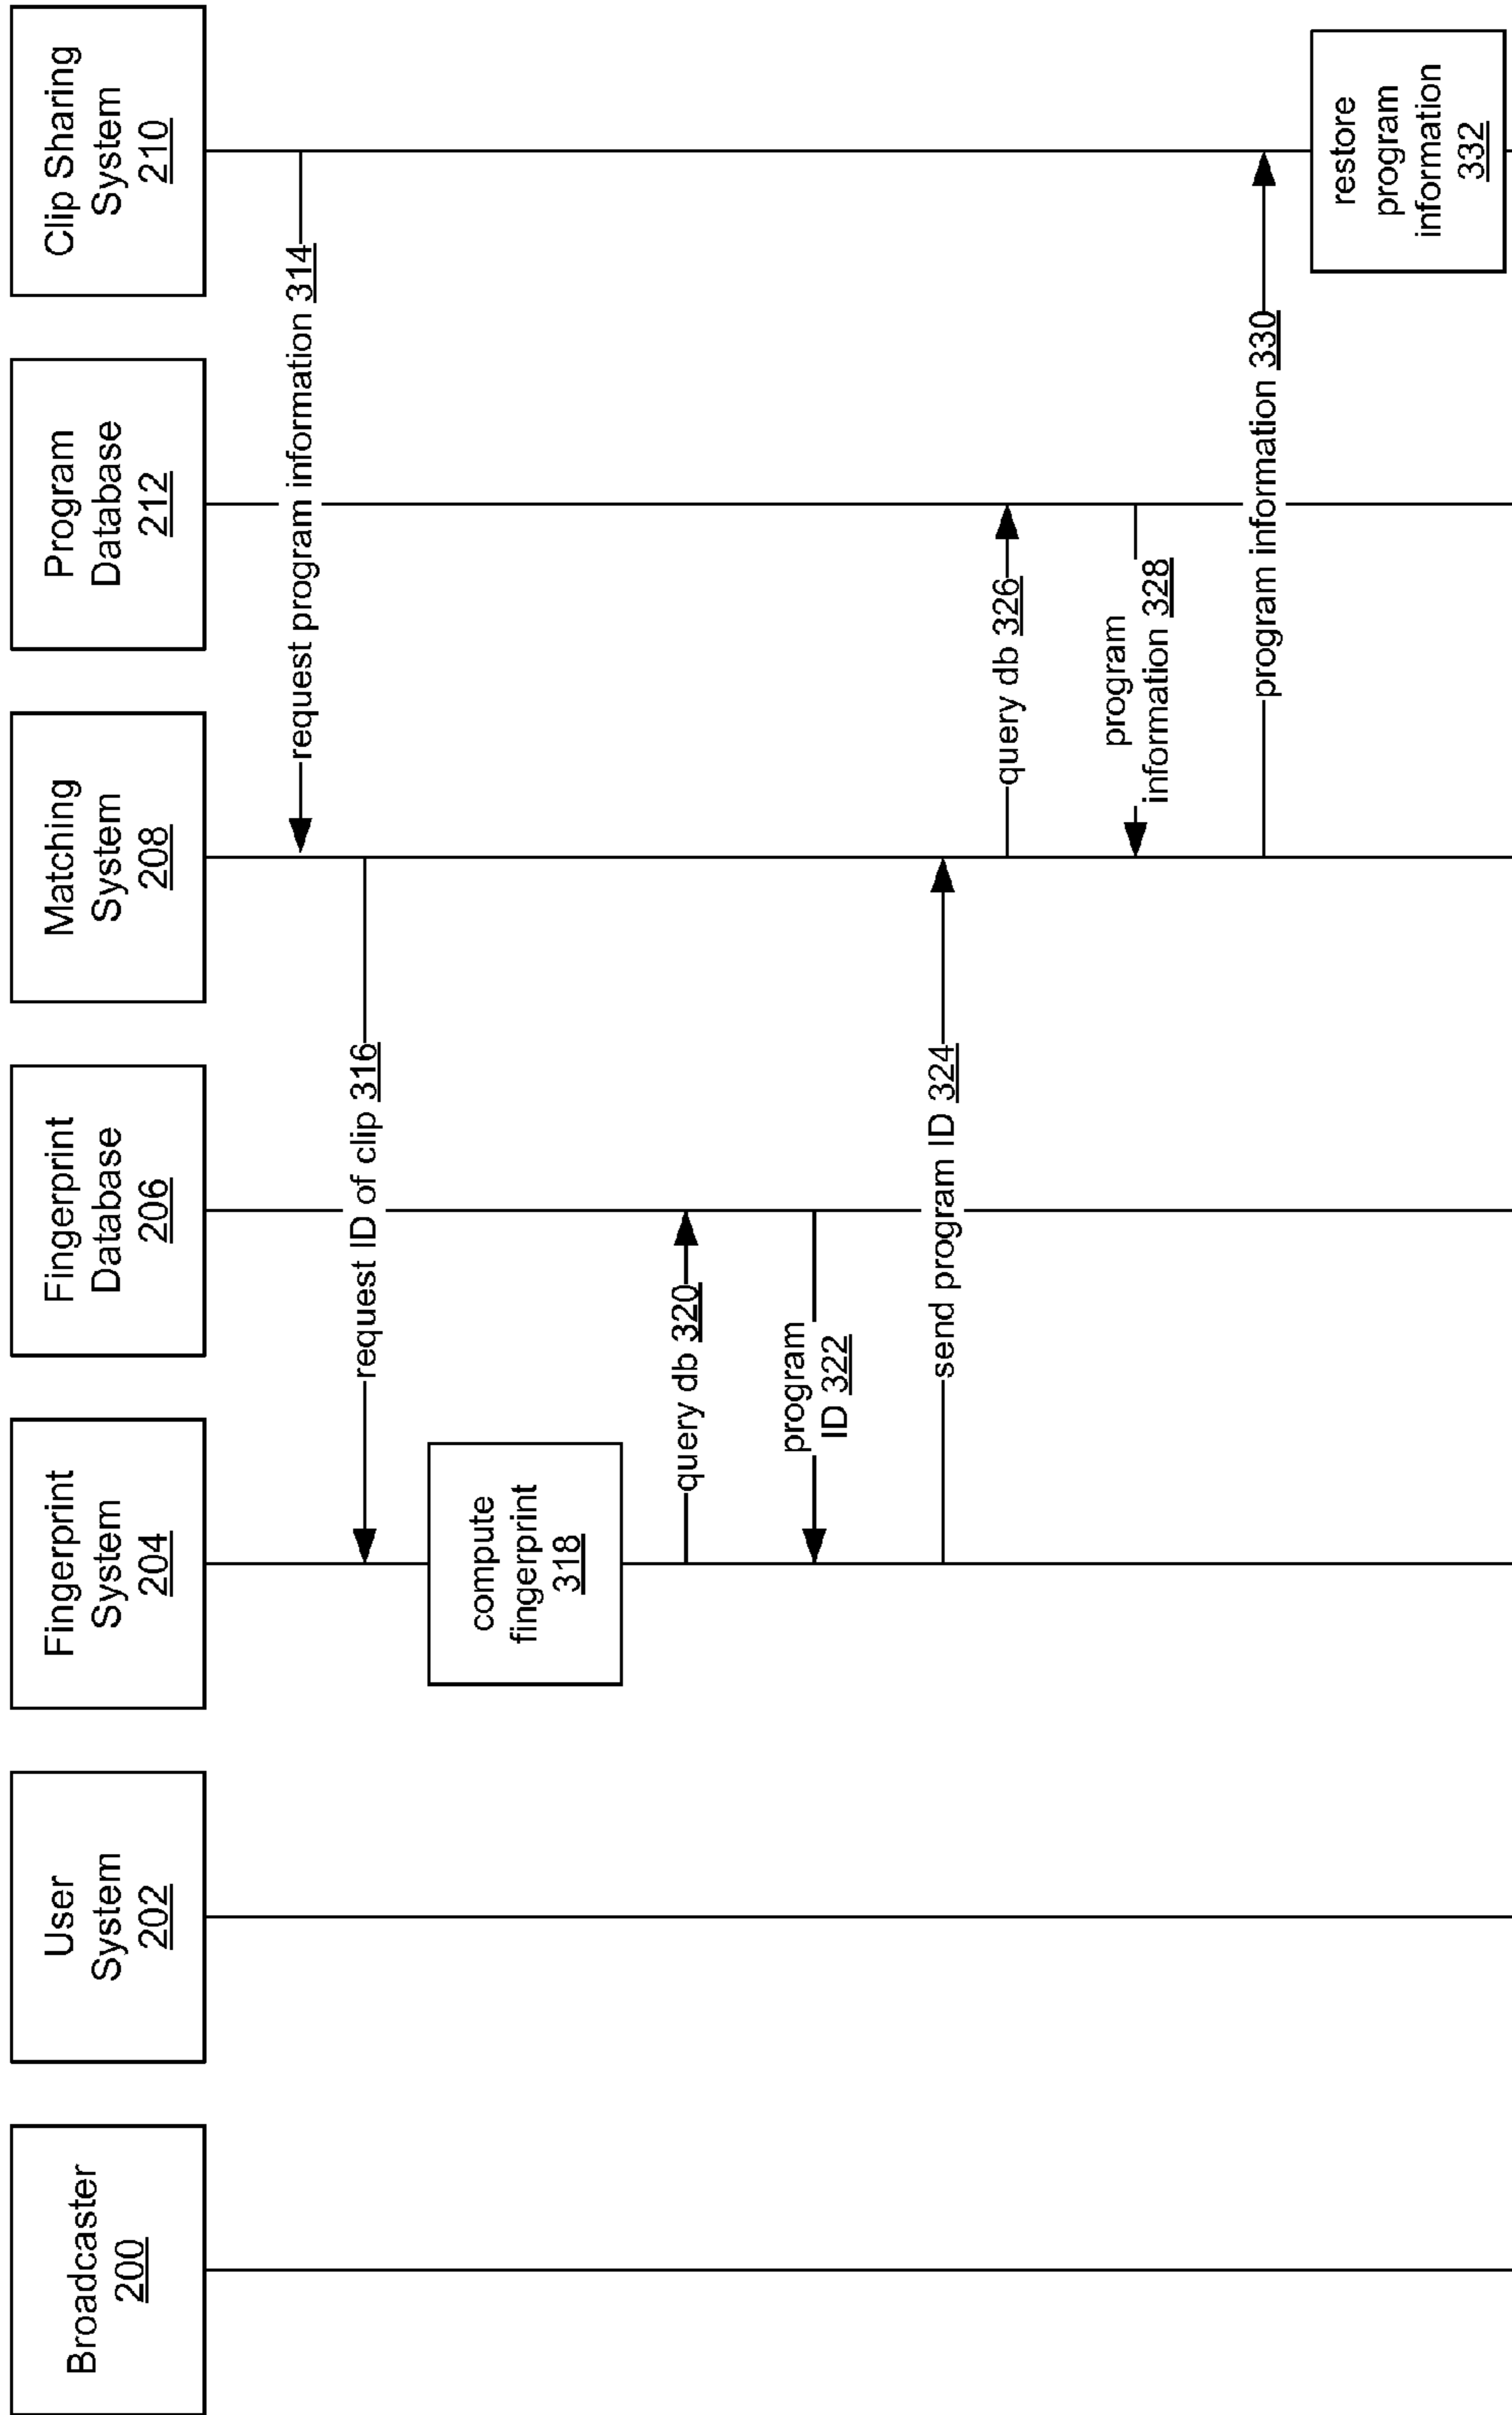 Broadcaster
200
User
System
202
Fingerprint
System
204
Fingerprint
Database
206
Matching
System
208
Program
Database
212
Clip Sharing
System
210
request program information 314
request ID of clip 316
compute
fingerprint
318
query db 320
program
ID 322
send program ID 324
query db 326
program
information 328
program information 330
restore
program
information
332